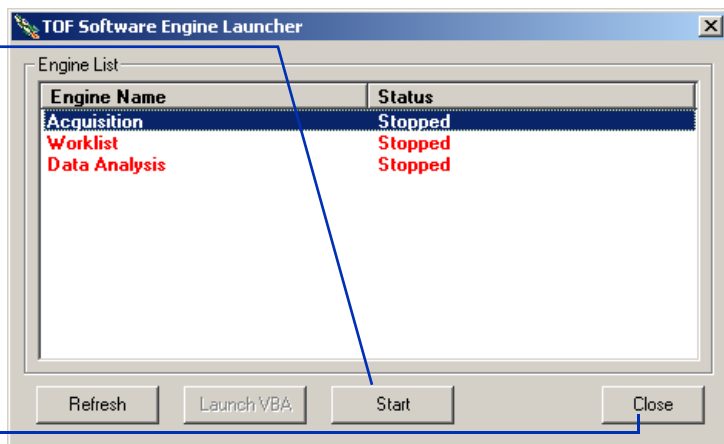 TOF Software Engine Launcher
Engine List
Engine Name Status
Acquisition Stopped
Worklist Stopped
Data Analysis Stopped
Refresh Launch VBA Start Close